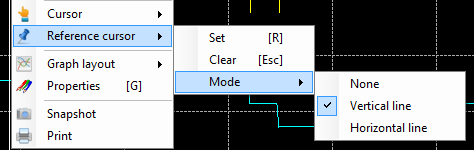 Cursor
Reference cursor
Graph layout
Properties [G]
Snapshot
Print
Set [R]
Clear [Esc]
Mode
None
Vertical line
Horizontal line